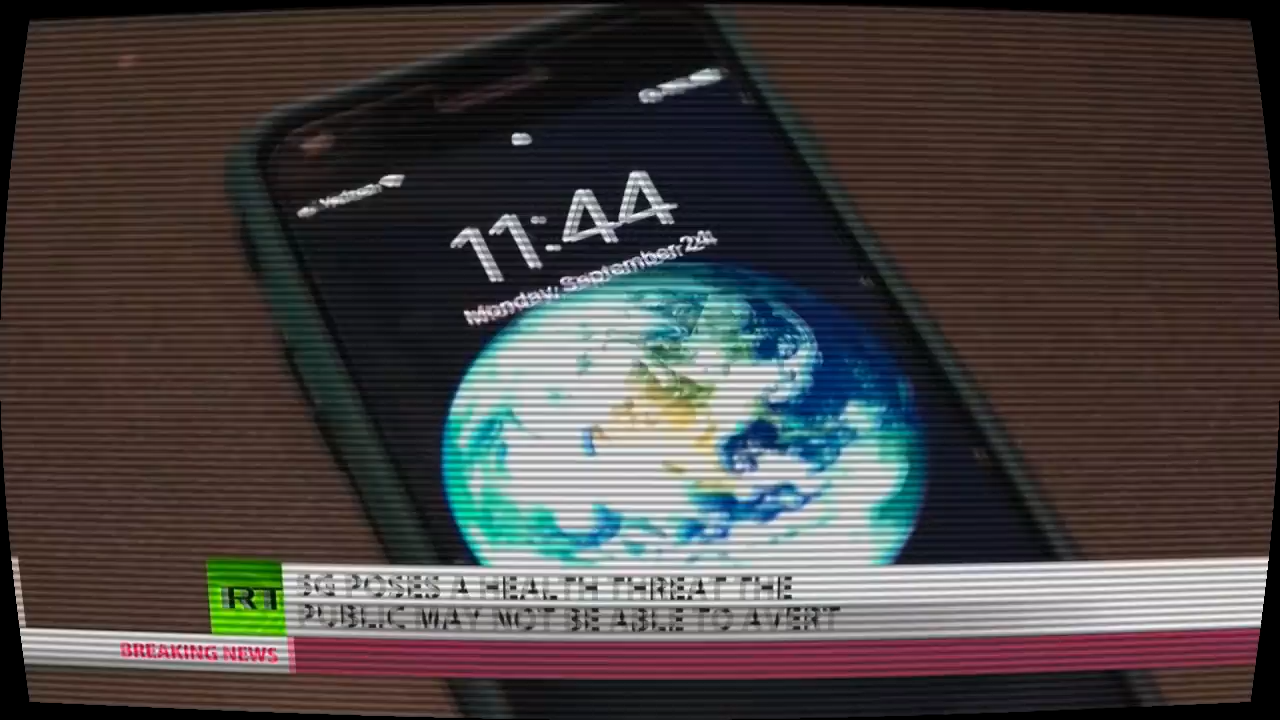 Verizon
11:44
Monday, September 24
RT
5G POSES A HEALTH THREAT THE
PUBLIC MAY NOT BE ABLE TO AVERT
BREAKING NEWS